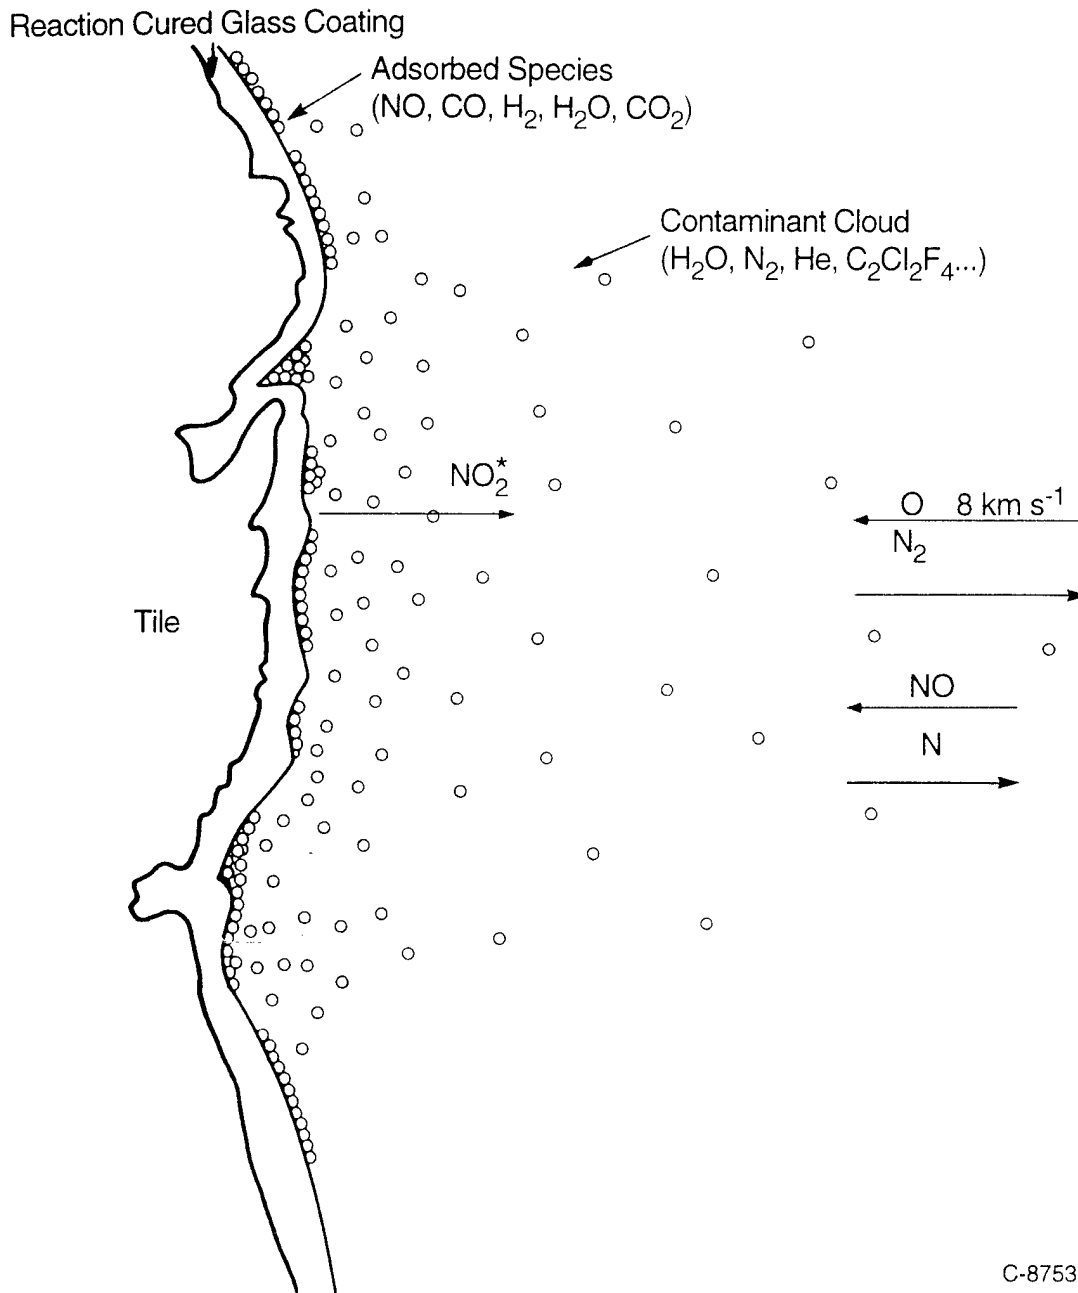 Reaction Cured Glass Coating
Adsorbed Species
(NO, CO, H₂, H₂O, CO₂)
Contaminant Cloud
(H₂O, N₂, He, C₂Cl₂F₄...)
NO₂*
O 8 km s⁻¹
N₂
Tile
NO
N
C-8753